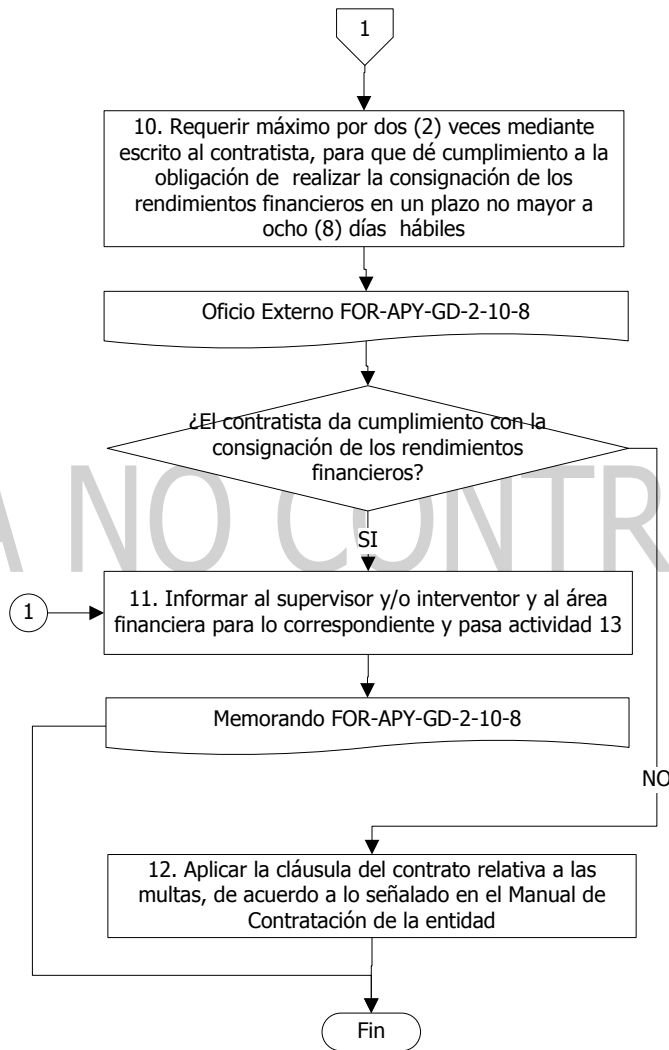 1
10. Requerir máximo por dos (2) veces mediante
escrito al contratista, para que dé cumplimiento a la
obligación de realizar la consignación de los
rendimientos financieros en un plazo no mayor a
ocho (8) días hábiles
Oficio Externo FOR-APY-GD-2-10-8
¿El contratista da cumplimiento con la
consignación de los rendimientos
financieros?
A NO CONTR
SI
1
11. Informar al supervisor y/o interventor y al área
financiera para lo correspondiente y pasa actividad 13
Memorando FOR-APY-GD-2-10-8
NO
12. Aplicar la cláusula del contrato relativa a las
multas, de acuerdo a lo señalado en el Manual de
Contratación de la entidad
Fin